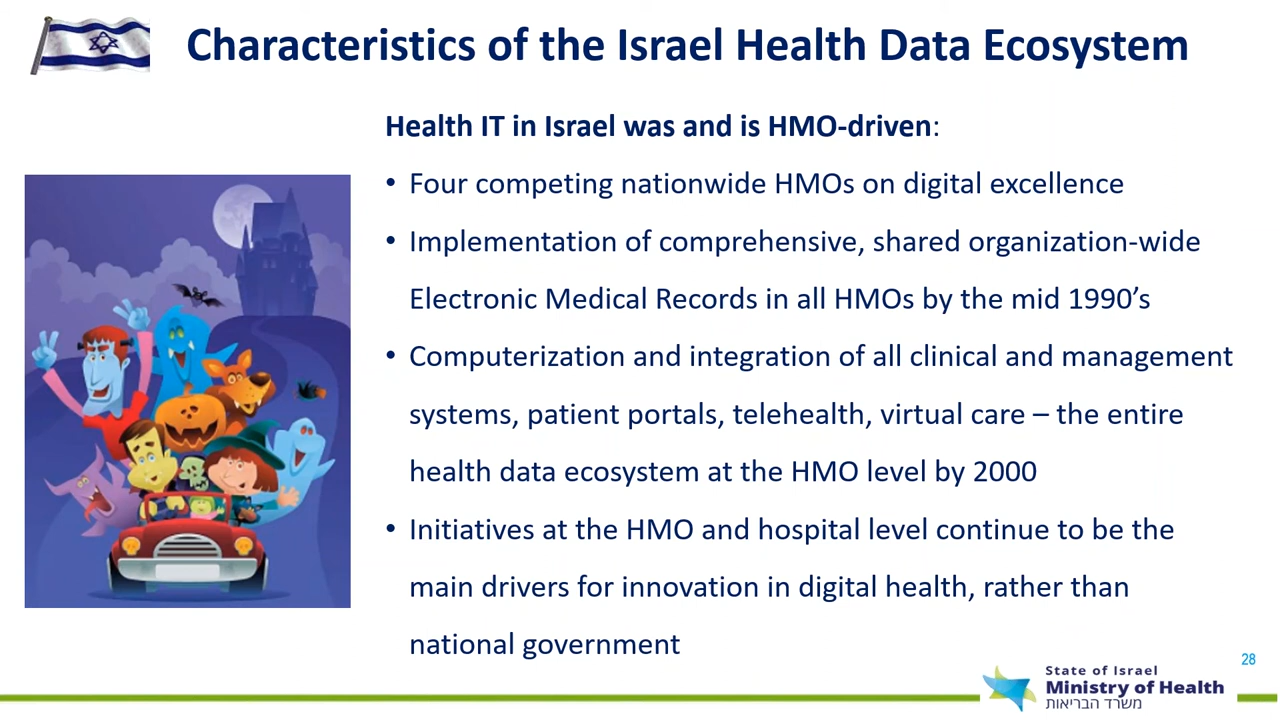 Characteristics of the Israel Health Data Ecosystem
Health IT in Israel was and is HMO-driven:
• Four competing nationwide HMOs on digital excellence
• Implementation of comprehensive, shared organization-wide
Electronic Medical Records in all HMOs by the mid 1990’s
• Computerization and integration of all clinical and management
systems, patient portals, telehealth, virtual care – the entire
health data ecosystem at the HMO level by 2000
• Initiatives at the HMO and hospital level continue to be the
main drivers for innovation in digital health, rather than
national government
28
State of Israel
Ministry of Health
משרד הבריאות